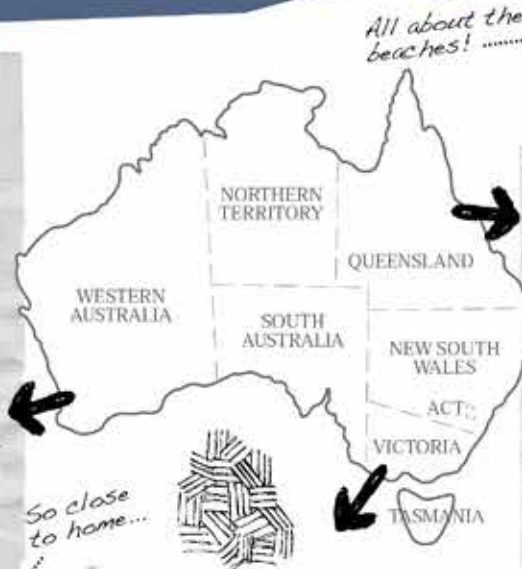 All about the
beaches! ........
NORTHERN
TERRITORY
QUEENSLAND
WESTERN
AUSTRALIA
SOUTH
AUSTRALIA
NEW SOUTH
WALES
ACT
VICTORIA
So close
to home...
TASMANIA